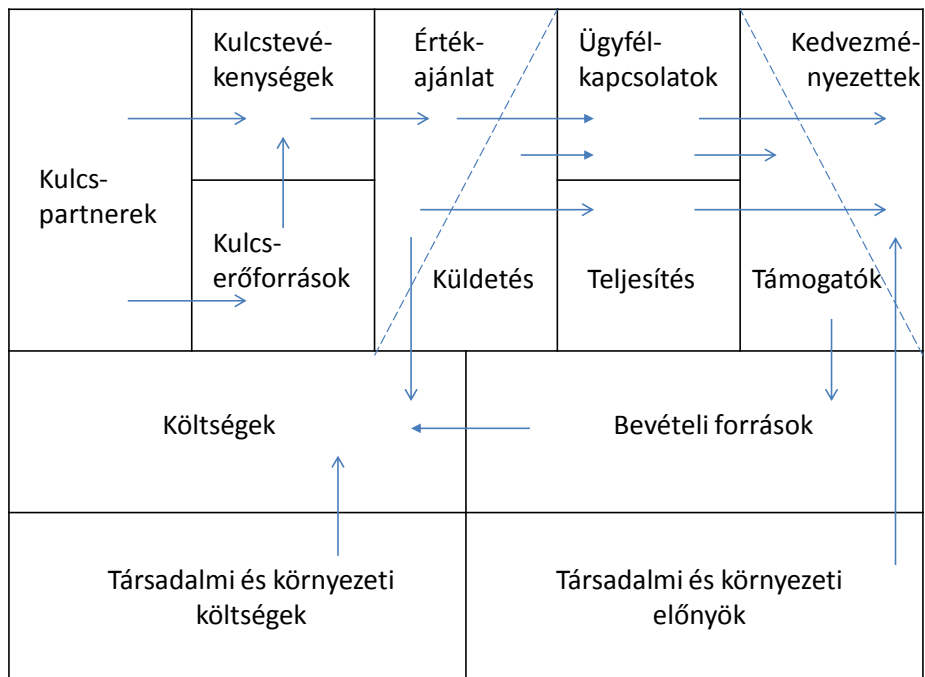 Kulcs-
partnerek
Kulcstevé-
kenységek
Kulcs-
erőforrások
Érték-
ajánlat
Küldetés
Ügyfél-
kapcsolatok
Teljesítés
Kedvezmé-
nyezettek
Támogatók
Költségek
Bevételi források
Társadalmi és környezeti
költségek
Társadalmi és környezeti
előnyök